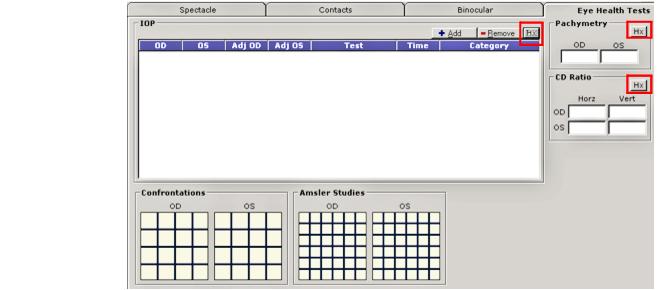 Spectacle Contacts Binocular Eye Health Tests
IOP
+ Add - Remove Hx
OD OS Adj OD Adj OS Test Time Category
Pachymetry
Hx
OD OS
CD Ratio
Hx
Horz Vert
OD
OS
Confrontations
OD OS
Amsler Studies
OD OS